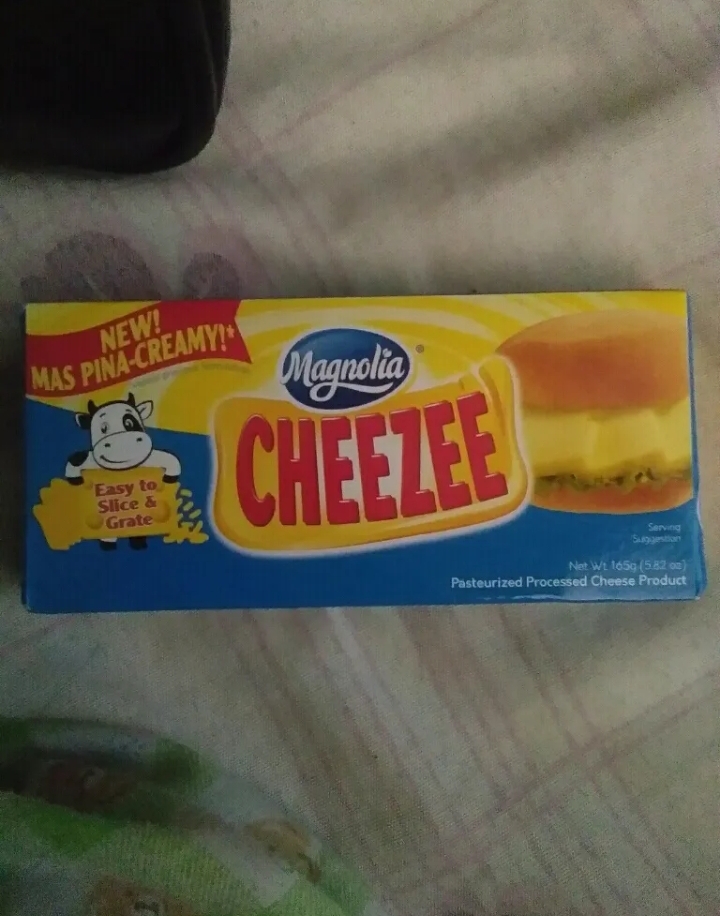 NEW!
MAS PINA-CREAMY!*
Magnolia®
CHEEZEE
Easy to
Slice &
Grate
Serving
Suggestion
Net Wt. 165g (5.82 oz)
Pasteurized Processed Cheese Product